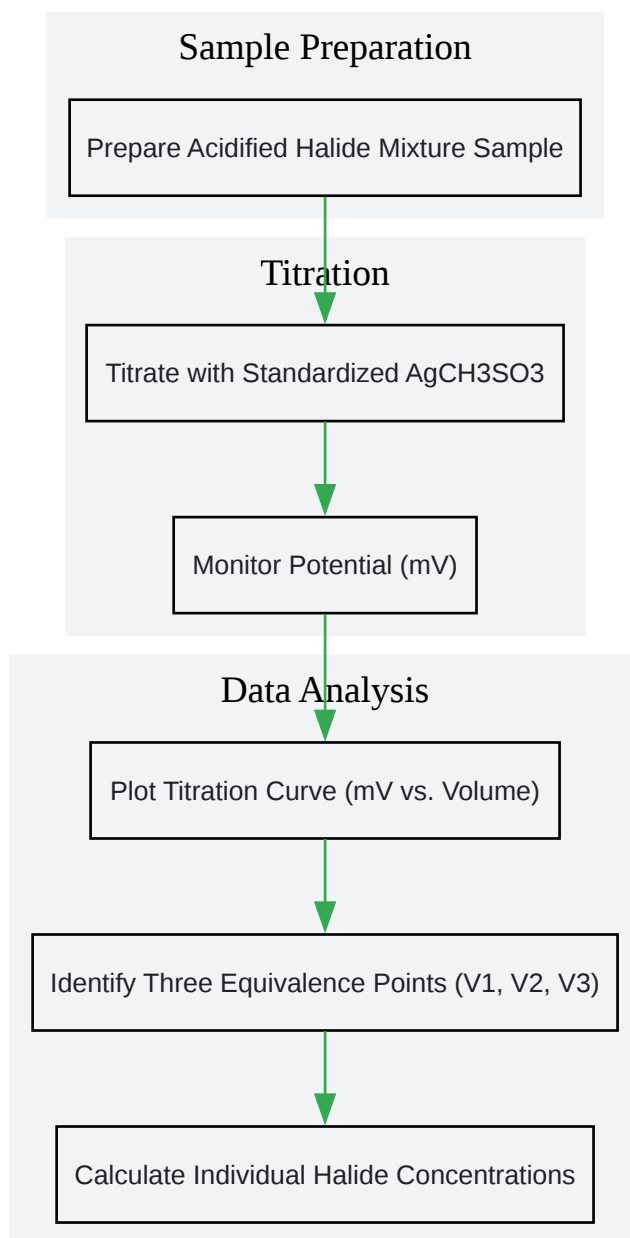 Sample Preparation
Prepare Acidified Halide Mixture Sample
Titration
Titrate with Standardized AgCH3SO3
Monitor Potential (mV)
Data Analysis
Plot Titration Curve (mV vs. Volume)
Identify Three Equivalence Points (V1, V2, V3)
Calculate Individual Halide Concentrations